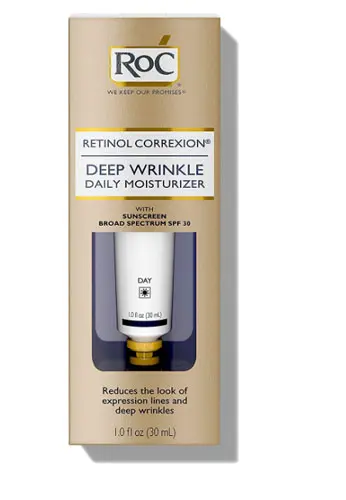 RoC
WE KEEP OUR PROMISES®
RETINOL CORREXION®
DEEP WRINKLE
DAILY MOISTURIZER
WITH
SUNSCREEN
BROAD SPECTRUM SPF 30
DAY
1.0 fl oz (30 mL)
Reduces the look of
expression lines and
deep wrinkles
1.0 fl oz (30 mL)